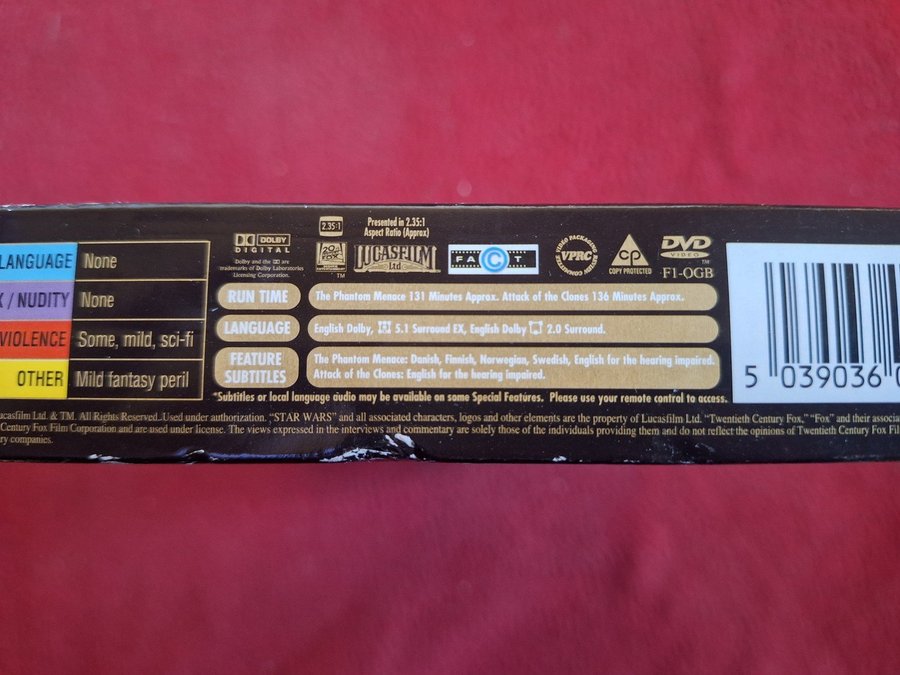 2.35:1
Presented in 2.35:1
Aspect Ratio (Approx)
DOLBY
DIGITAL
Dolby and the are
trademarks of Dolby Laboratories
Licensing Corporation.
20th
CENTURY
FOX
TM
LUCASFILM
Ltd
FACT
VIDEO PACKAGING REVIEW COMMITTEE
VPRC
CP
COPY PROTECTED
DVD
VIDEO
TM
F1-OGB
LANGUAGE None
X / NUDITY None
VIOLENCE Some, mild, sci-fi
OTHER Mild fantasy peril
RUN TIME The Phantom Menace 131 Minutes Approx. Attack of the Clones 136 Minutes Approx.
LANGUAGE English Dolby, 5.1 Surround EX, English Dolby 2.0 Surround.
FEATURE
SUBTITLES
The Phantom Menace: Danish, Finnish, Norwegian, Swedish, English for the hearing impaired.
Attack of the Clones: English for the hearing impaired.
*Subtitles or local language audio may be available on some Special Features. Please use your remote control to access.
5 039036 0
ucasfilm Ltd. & TM. All Rights Reserved. Used under authorization. “STAR WARS” and all associated characters, logos and other elements are the property of Lucasfilm Ltd. “Twentieth Century Fox,” “Fox” and their associa
Century Fox Film Corporation and are used under license. The views expressed in the interviews and commentary are solely those of the individuals providing them and do not reflect the opinions of Twentieth Century Fox Fil
ry companies.